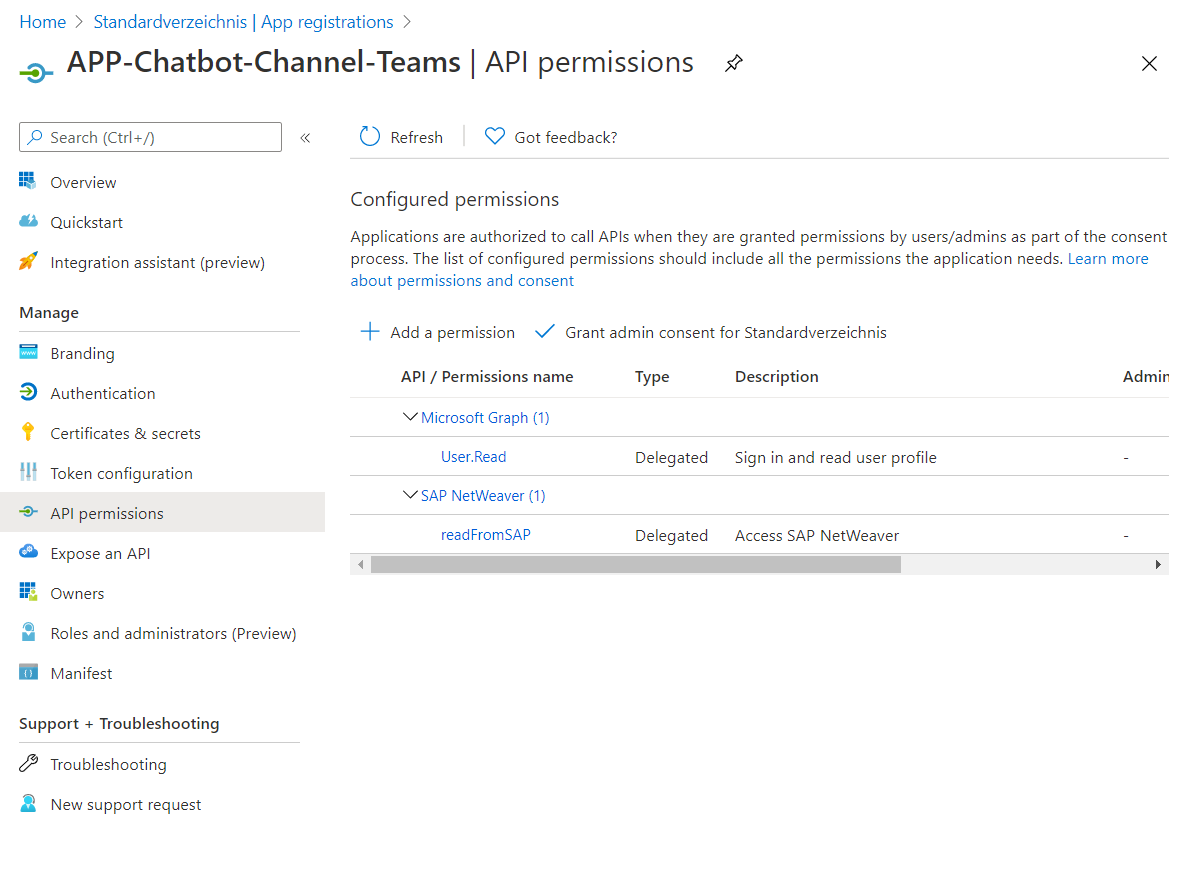 Home > Standardverzeichnis | App registrations >
APP-Chatbot-Channel-Teams | API permissions
Search (Ctrl+/)
«
Overview
Quickstart
Integration assistant (preview)
Manage
Branding
Authentication
Certificates & secrets
Token configuration
API permissions
Expose an API
Owners
Roles and administrators (Preview)
Manifest
Support + Troubleshooting
Troubleshooting
New support request
Refresh
Got feedback?
Configured permissions
Applications are authorized to call APIs when they are granted permissions by users/admins as part of the consent
process. The list of configured permissions should include all the permissions the application needs. Learn more
about permissions and consent
Add a permission
Grant admin consent for Standardverzeichnis
API / Permissions name Type Description Admin
Microsoft Graph (1)
User.Read Delegated Sign in and read user profile -
SAP NetWeaver (1)
readFromSAP Delegated Access SAP NetWeaver -